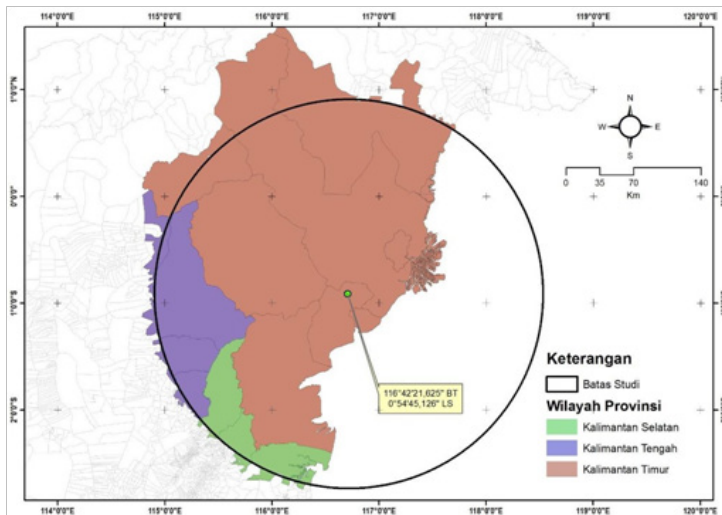 114°0'0"
115°0'0"
116°0'0"
117°0'0"
118°0'0"
119°0'0"
120°0'0"
1°0'0"N
0°0'0"
1°0'0"S
2°0'0"S
N
W
E
S
0 35 70 140
Km
116°42'21,625" BT
0°54'45,126" LS
Keterangan
Batas Studi
Wilayah Provinsi
Kalimantan Selatan
Kalimantan Tengah
Kalimantan Timur
114°0'0"
115°0'0"
116°0'0"
117°0'0"
118°0'0"
119°0'0"
120°0'0"